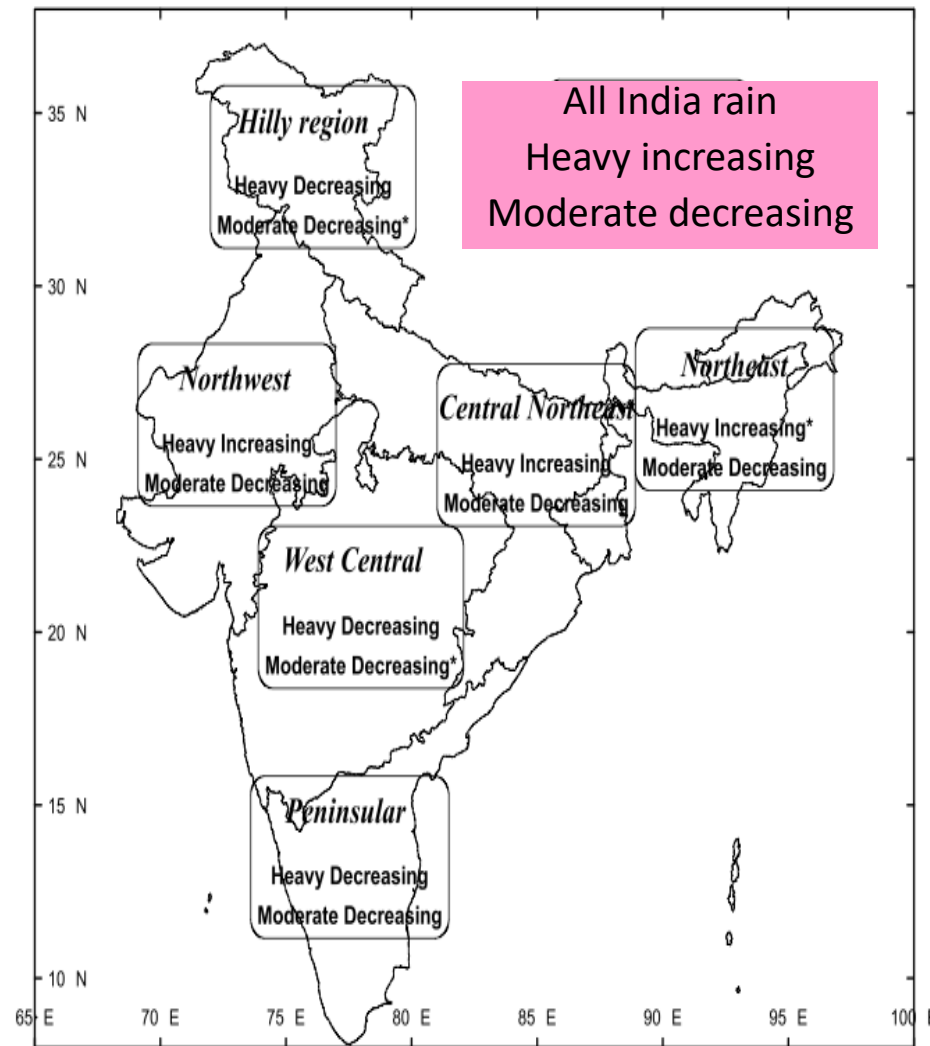 35 N
Hilly region
Heavy Decreasing
Moderate Decreasing*
All India rain
Heavy increasing
Moderate decreasing
30 N
Northwest
Heavy Increasing
Moderate Decreasing
Central Northeast
Heavy Increasing
Moderate Decreasing
Northeast
Heavy Increasing*
Moderate Decreasing
25 N
West Central
Heavy Decreasing
Moderate Decreasing*
20 N
15 N
Peninsular
Heavy Decreasing
Moderate Decreasing
10 N
65 E 70 E 75 E 80 E 85 E 90 E 95 E 100 E